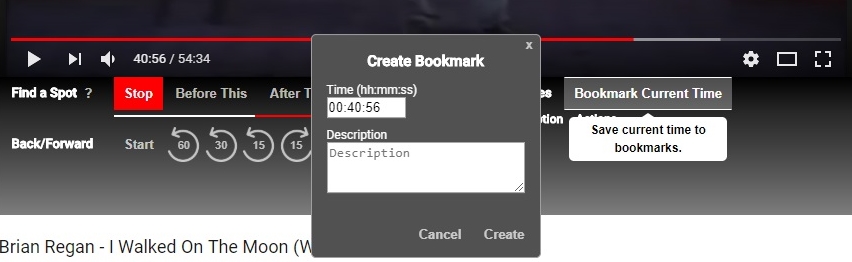 40:56 / 54:34
x
Create Bookmark
Time (hh:mm:ss)
00:40:56
Description
Description
Cancel Create
Find a Spot ? Stop Before This After T
es Bookmark Current Time
tion Actions
Save current time to
bookmarks.
Back/Forward Start 60 30 15 15
Brian Regan - I Walked On The Moon (W